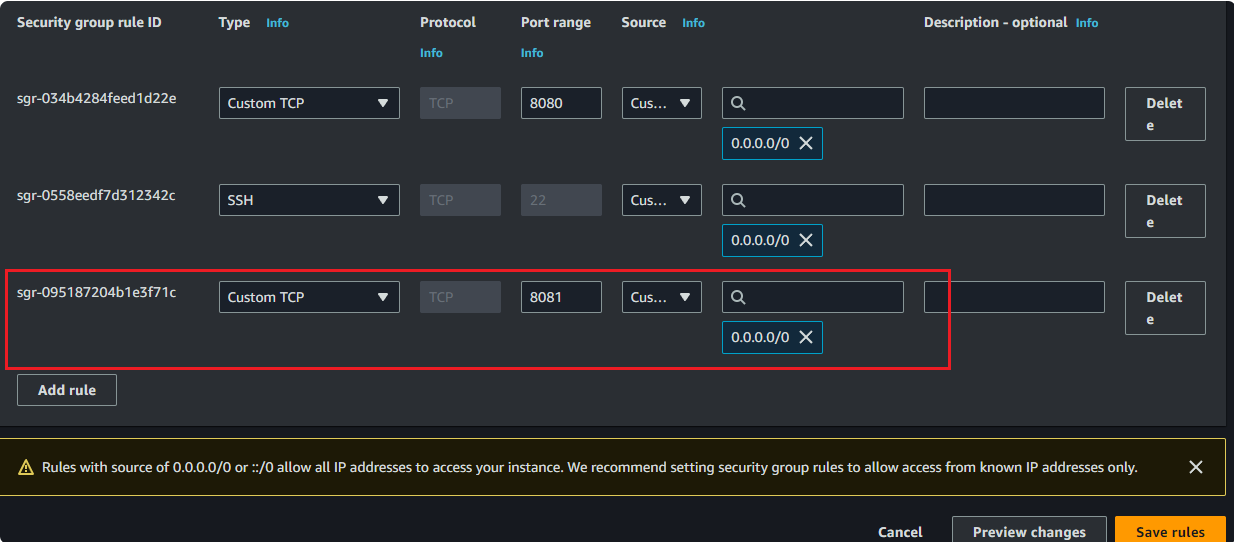 Security group rule ID Type Info Protocol Port range Source Info Description - optional Info
Info Info
sgr-034b4284feed1d22e Custom TCP TCP 8080 Cus... Delet
e
0.0.0.0/0
sgr-0558eedf7d312342c SSH TCP 22 Cus... Delet
e
0.0.0.0/0
sgr-095187204b1e3f71c Custom TCP TCP 8081 Cus... Delet
e
0.0.0.0/0
Add rule
Rules with source of 0.0.0.0/0 or ::/0 allow all IP addresses to access your instance. We recommend setting security group rules to allow access from known IP addresses only.
Cancel Preview changes Save rules